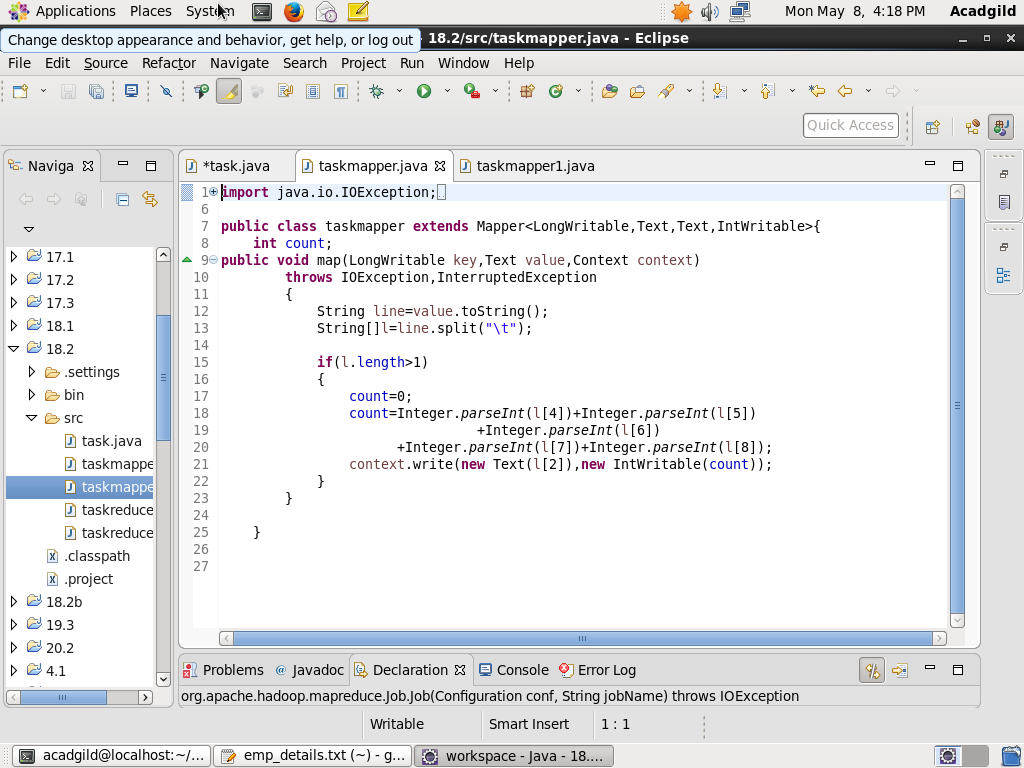 Applications Places System Mon May 8, 4:18 PM Acadgild
Change desktop appearance and behavior, get help, or log out 18.2/src/taskmapper.java - Eclipse
File Edit Source Refactor Navigate Search Project Run Window Help
Quick Access
Naviga
*task.java taskmapper.java taskmapper1.java
17.1
17.2
17.3
18.1
18.2
.settings
bin
src
task.java
taskmappe
taskmappe
taskreduce
taskreduce
.classpath
.project
18.2b
19.3
20.2
4.1
1 import java.io.IOException;
6
7 public class taskmapper extends Mapper<LongWritable,Text,Text,IntWritable>{
8 int count;
9 public void map(LongWritable key,Text value,Context context)
10 throws IOException,InterruptedException
11 {
12 String line=value.toString();
13 String[]l=line.split("\t");
14
15 if(l.length>1)
16 {
17 count=0;
18 count=Integer.parseInt(l[4])+Integer.parseInt(l[5])
19 +Integer.parseInt(l[6])
20 +Integer.parseInt(l[7])+Integer.parseInt(l[8]);
21 context.write(new Text(l[2]),new IntWritable(count));
22 }
23 }
24
25 }
26
27
Problems Javadoc Declaration Console Error Log
org.apache.hadoop.mapreduce.Job.Job(Configuration conf, String jobName) throws IOException
Writable Smart Insert 1 : 1
acadgild@localhost:~/... emp_details.txt (~) - g... workspace - Java - 18....